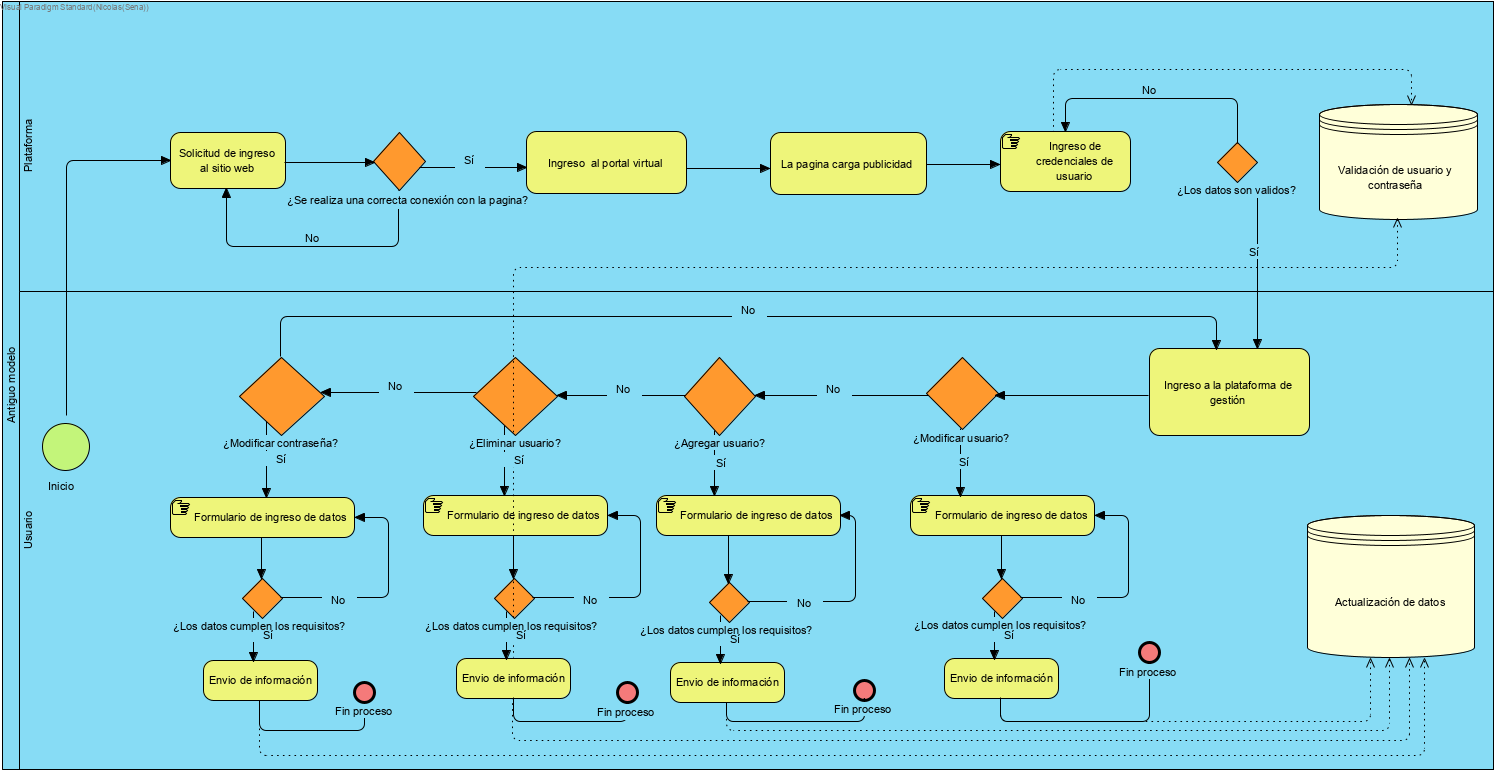 Visual Paradigm Standard(Nicolas(Sena))
Antiguo modelo
Plataforma
Solicitud de ingreso
al sitio web
¿Se realiza una correcta conexión con la pagina?
No
Sí
Ingreso al portal virtual
La pagina carga publicidad
Ingreso de
credenciales de
usuario
No
¿Los datos son validos?
Sí
Validación de usuario y
contraseña
Usuario
Inicio
No
Ingreso a la plataforma de
gestión
No
No
No
¿Modificar contraseña?
Sí
¿Eliminar usuario?
Sí
¿Agregar usuario?
Sí
¿Modificar usuario?
Sí
Formulario de ingreso de datos
Formulario de ingreso de datos
Formulario de ingreso de datos
Formulario de ingreso de datos
No
No
No
No
¿Los datos cumplen los requisitos?
Sí
¿Los datos cumplen los requisitos?
Sí
¿Los datos cumplen los requisitos?
Sí
¿Los datos cumplen los requisitos?
Sí
Actualización de datos
Envio de información
Envio de información
Envio de información
Envio de información
Fin proceso
Fin proceso
Fin proceso
Fin proceso